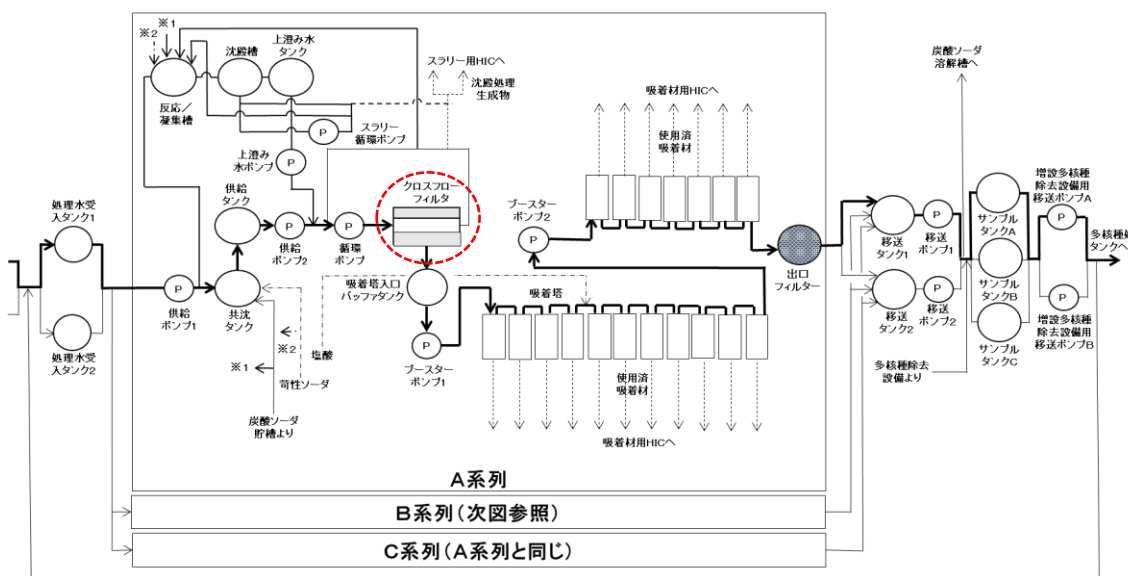 ※1
※2
沈殿槽
上澄み水
タンク
反応／
凝集槽
スラリー用HICへ
沈殿処理
生成物
P
スラリー
循環ポンプ
P
上澄み
水ポンプ
吸着材用HICへ
使用済
吸着材
炭酸ソーダ
溶解槽へ
処理水受
入タンク1
供給
タンク
P
供給
ポンプ2
P
循環
ポンプ
クロスフロー
フィルタ
ブースター
ポンプ2
P
出口
フィルター
移送
タンク1
P
移送
ポンプ1
サンプル
タンクA
増設多核種
除去設備用
移送ポンプA
P
多核種処理
タンクへ
P
供給
ポンプ1
共沈
タンク
吸着塔入口
バッファタンク
吸着塔
移送
タンク2
P
移送
ポンプ2
サンプル
タンクB
P
増設多核種
除去設備用
移送ポンプB
処理水受
入タンク2
※2
※1
塩酸
苛性ソーダ
炭酸ソーダ
貯槽より
P
ブースター
ポンプ1
使用済
吸着材
吸着材用HICへ
サンプル
タンクC
多核種除去
設備より
A系列
B系列（次図参照）
C系列（A系列と同じ）